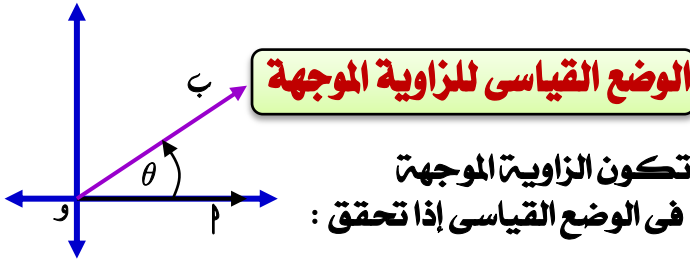 الوضع القياسى للزاوية الموجهة
تكون الزاوية الموجهة
فى الوضع القياسى إذا تحقق :
ب
θ
و
م